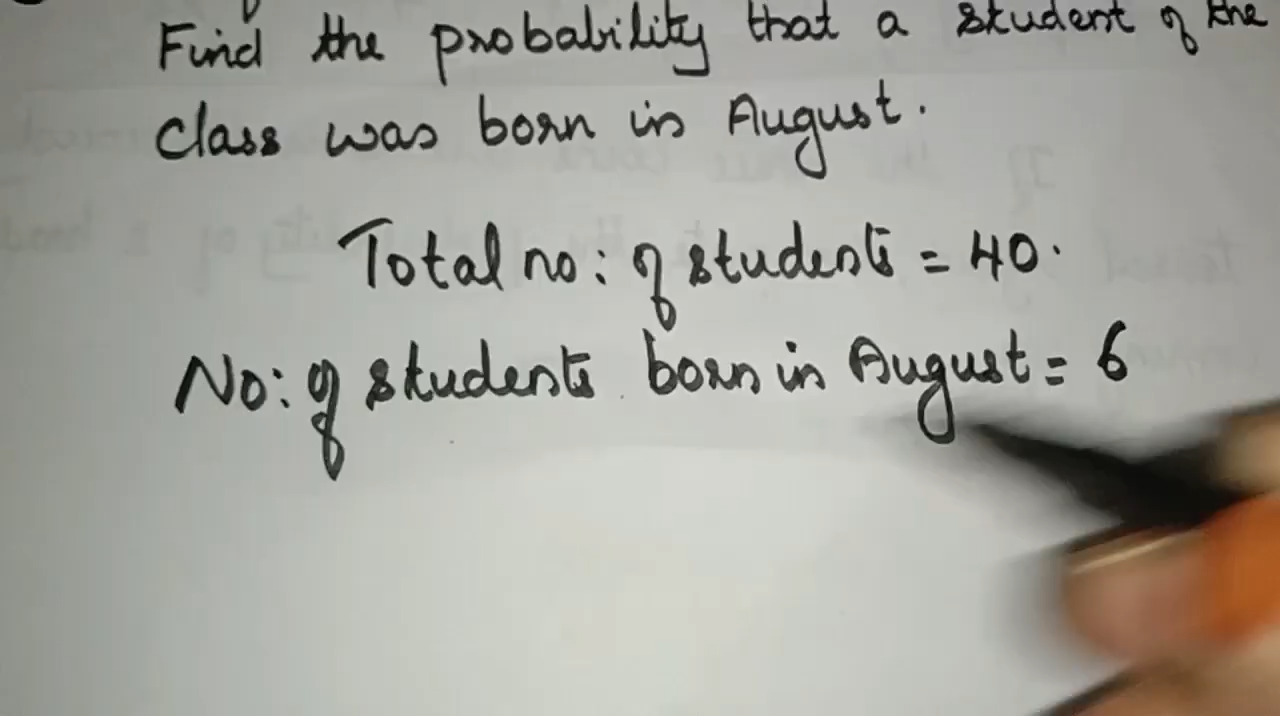 Find the probability that a student of the
class was born in August.
Total no: of students = 40.
No: of students born in August = 6